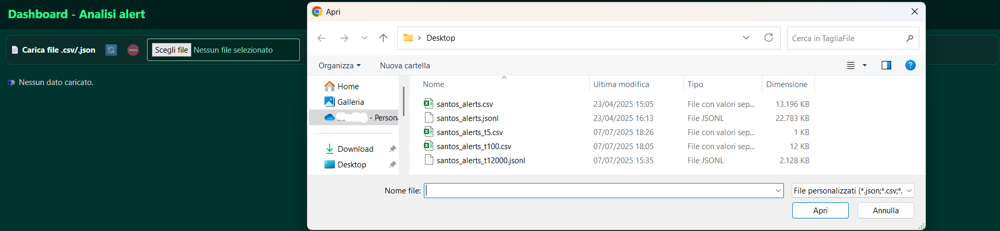 Dashboard - Analisi alert
Carica file .csv/.json
Scegli file Nessun file selezionato
Nessun dato caricato.
Apri
Desktop
Cerca in TagliaFile
Organizza
Nuova cartella
Home
Galleria
- Persona
Download
Desktop
Nome Ultima modifica Tipo Dimensione
santos_alerts.csv 23/04/2025 15:05 File con valori sep... 13.196 KB
santos_alerts.jsonl 23/04/2025 16:13 File JSONL 22.783 KB
santos_alerts_t5.csv 07/07/2025 18:26 File con valori sep... 1 KB
santos_alerts_t100.csv 07/07/2025 18:05 File con valori sep... 12 KB
santos_alerts_t12000.jsonl 07/07/2025 15:35 File JSONL 2.128 KB
Nome file:
File personalizzati (*.json;*.csv;*.
Apri
Annulla